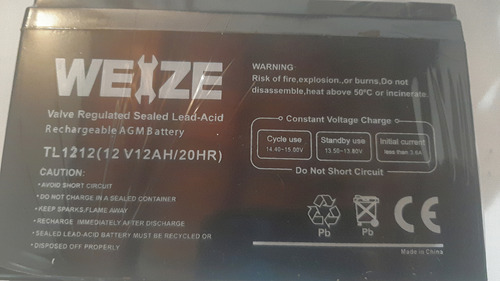 WEIZE
Valve Regulated Sealed Lead-Acid
Rechargeable AGM Battery
TL1212(12 V12AH/20HR)
CAUTION:
• AVOID SHORT CIRCUIT
• DO NOT CHARGE IN A SEALED CONTAINER
• KEEP SPARKS,FLAME AWAY
• RECHARGE IMMEDIATELY AFTER DISCHARGE
• SEALED LEAD-ACID BATTERY MUST BE RECYCLED OR
DISPOSED OFF PROPERLY
WARNING:
Risk of fire,explosion..or burns,Do not
disassemble,heat above 50°C or incinerate.
Constant Voltage Charge
Cycle use
14.40-15.00V
Standby use
13.50-13.80V
Initial current
less than 3.6A
Do Not Short Circuit
Pb
Pb
CE
Made in China